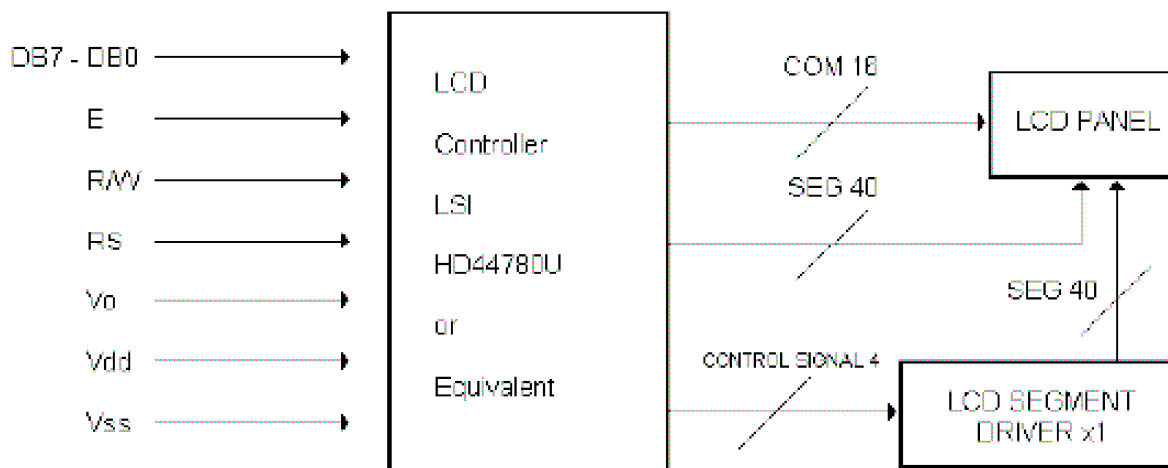 DB7 - DB0
E
R/W
RS
Vo
Vdd
Vss
LCD
Controller
LSI
HD44780U
or
Equivalent
COM 16
SEG 40
CONTROL SIGNAL 4
LCD PANEL
SEG 40
LCD SEGMENT
DRIVER x1